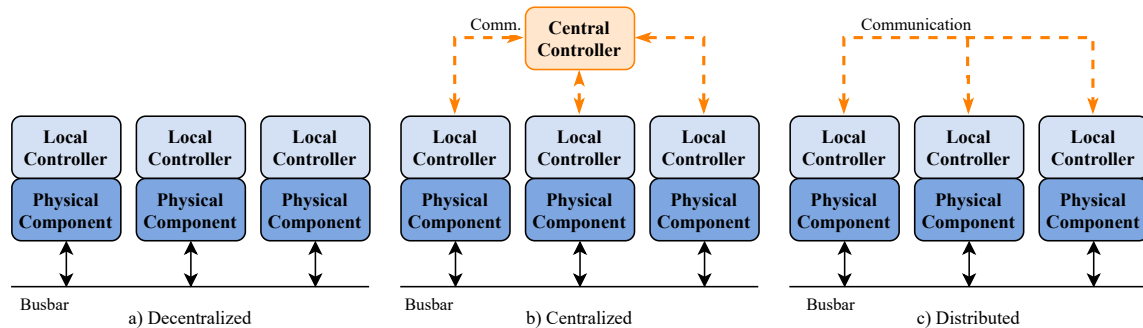 Comm.
Central
Controller
Communication
Local
Controller
Local
Controller
Local
Controller
Local
Controller
Local
Controller
Local
Controller
Local
Controller
Local
Controller
Local
Controller
Physical
Component
Physical
Component
Physical
Component
Physical
Component
Physical
Component
Physical
Component
Physical
Component
Physical
Component
Physical
Component
Busbar
Busbar
Busbar
a) Decentralized
b) Centralized
c) Distributed